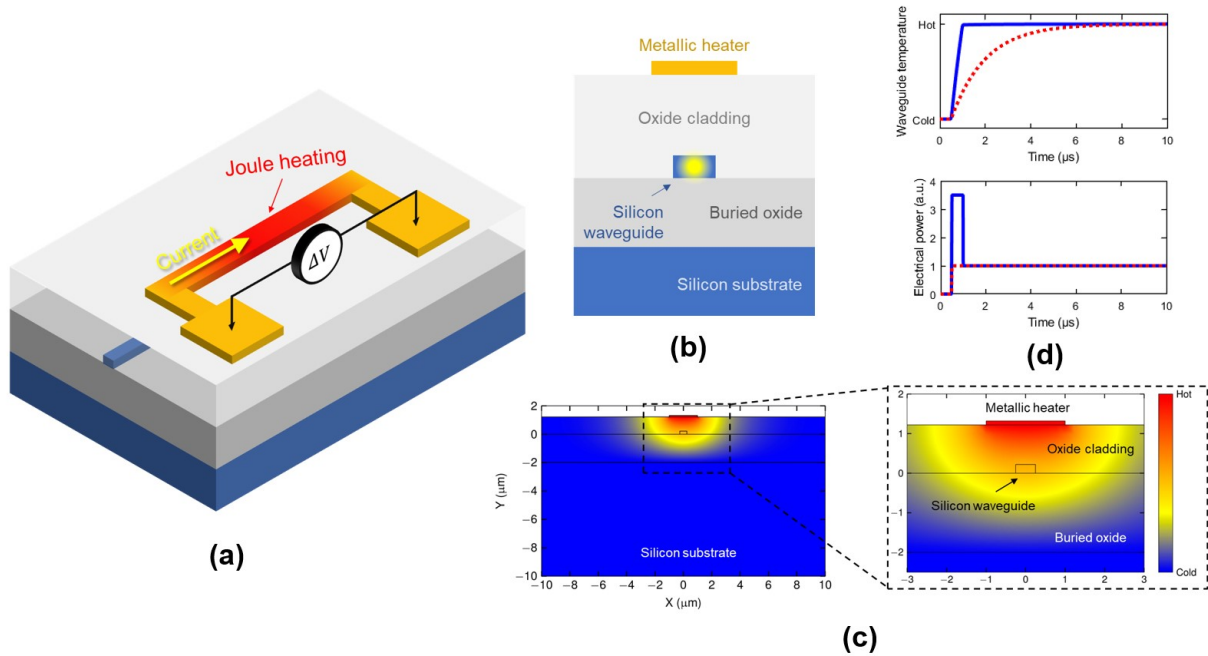 Joule heating
Current
ΔV
(a)
Metallic heater
Oxide cladding
Silicon
waveguide
Buried oxide
Silicon substrate
(b)
Waveguide temperature
Hot
Cold
0 2 4 6 8 10
Time (μs)
Electrical power (a.u.)
4
3
2
1
0
0 2 4 6 8 10
Time (μs)
(d)
Y (μm)
2
0
−2
−4
−6
−8
−10
Silicon substrate
−10 −8 −6 −4 −2 0 2 4 6 8 10
X (μm)
2
1
0
−1
−2
Metallic heater
Oxide cladding
Silicon waveguide
Buried oxide
−3 −2 −1 0 1 2 3
Hot
Cold
(c)